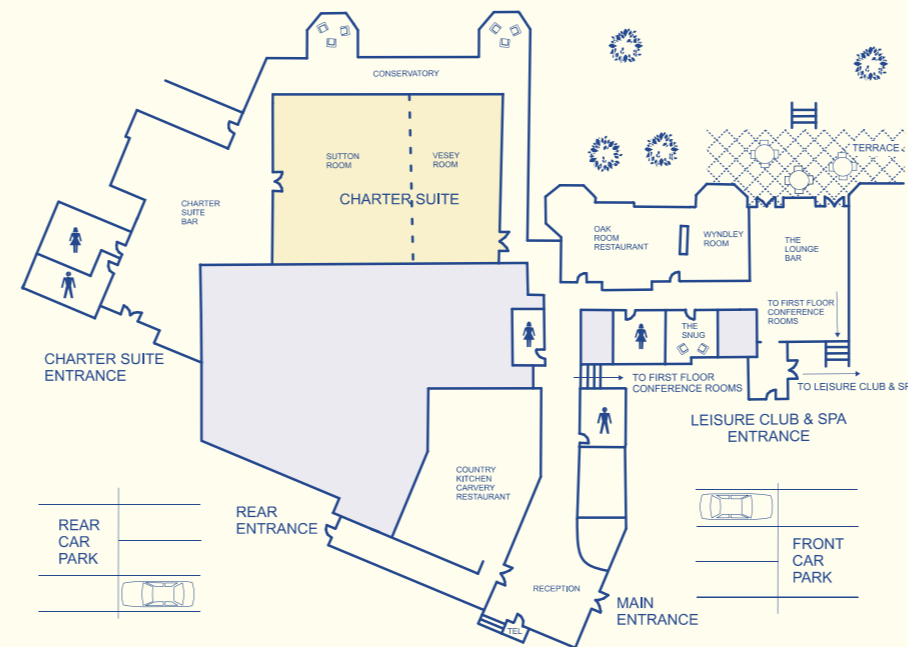 CONSERVATORY
SUTTON
ROOM
VESEY
ROOM
CHARTER SUITE
CHARTER
SUITE
BAR
TERRACE
OAK
ROOM
RESTAURANT
WYNDLEY
ROOM
THE
LOUNGE
BAR
TO FIRST FLOOR
CONFERENCE
ROOMS
THE
SNUG
CHARTER SUITE
ENTRANCE
TO FIRST FLOOR
CONFERENCE ROOMS
TO LEISURE CLUB & SP
LEISURE CLUB & SPA
ENTRANCE
COUNTRY
KITCHEN
CARVERY
RESTAURANT
REAR
ENTRANCE
REAR
CAR
PARK
FRONT
CAR
PARK
RECEPTION
MAIN
ENTRANCE
TEL